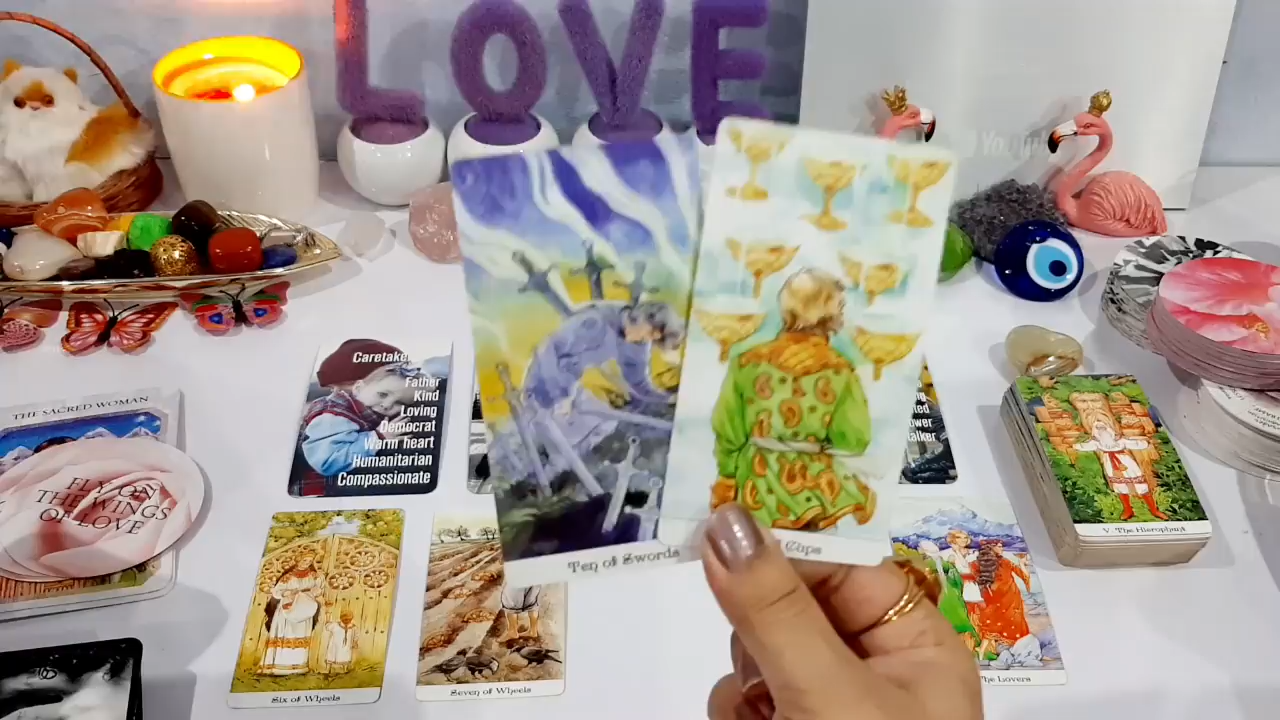 LOVE
YouTube
THE SACRED WOMAN
FLY ON
THE WINGS
OF LOVE
Caretaker
Father
Kind
Loving
Democrat
Warm heart
Humanitarian
Compassionate
Ten of Swords
Cups
V - The Hierophant
Six of Wheels
Seven of Wheels
The Lovers